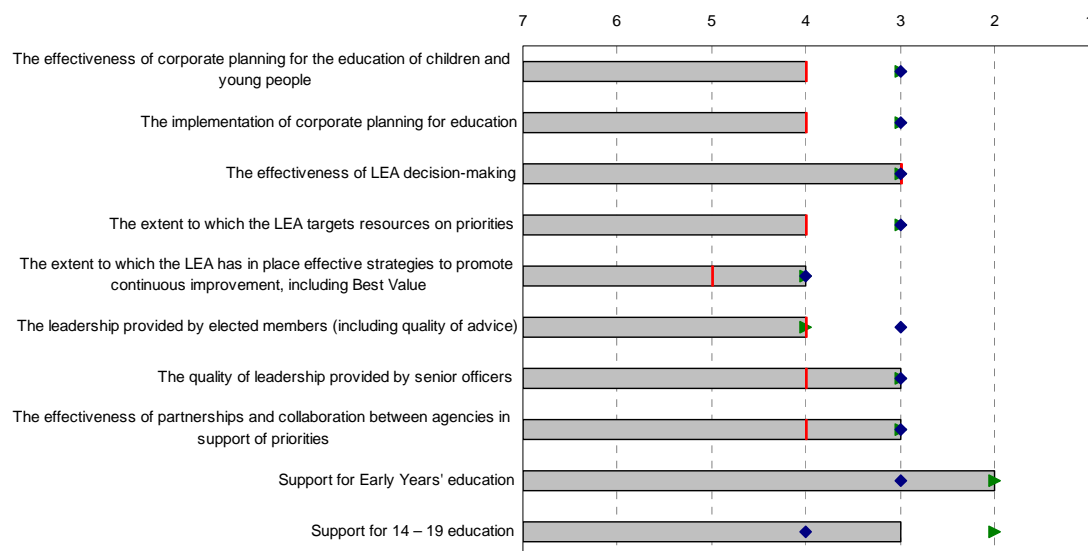 7 6 5 4 3 2 1
The effectiveness of corporate planning for the education of children and
young people
The implementation of corporate planning for education
The effectiveness of LEA decision-making
The extent to which the LEA targets resources on priorities
The extent to which the LEA has in place effective strategies to promote
continuous improvement, including Best Value
The leadership provided by elected members (including quality of advice)
The quality of leadership provided by senior officers
The effectiveness of partnerships and collaboration between agencies in
support of priorities
Support for Early Years' education
Support for 14 – 19 education